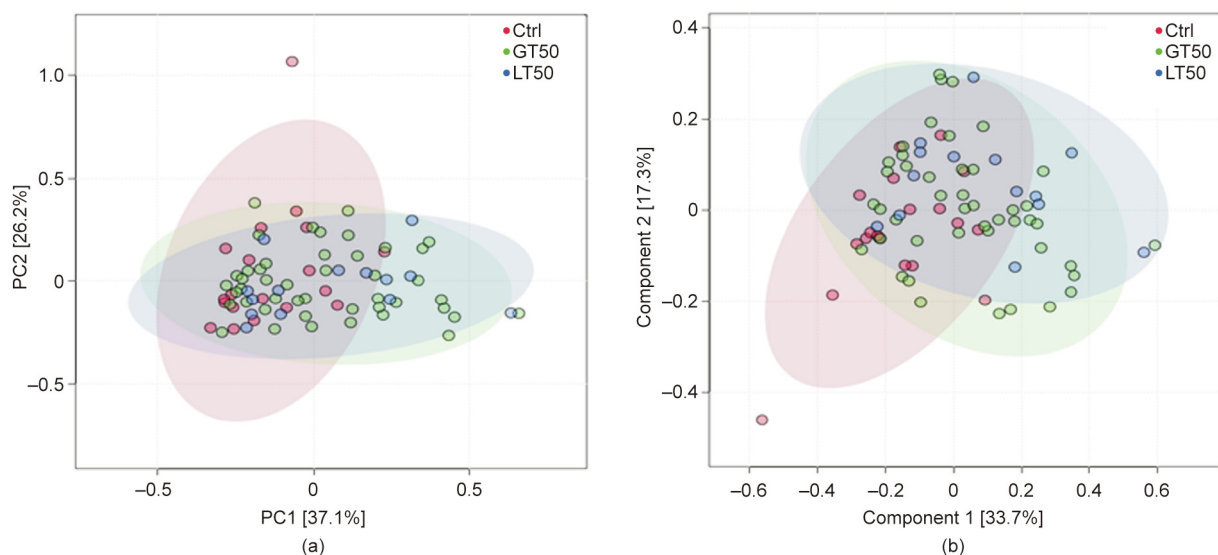 Ctrl
GT50
LT50
1.0
0.5
0
–0.5
PC2 [26.2%]
–0.5
0
0.5
PC1 [37.1%]
(a)
Ctrl
GT50
LT50
0.4
0.2
0
–0.2
–0.4
Component 2 [17.3%]
–0.6
–0.4
–0.2
0
0.2
0.4
0.6
Component 1 [33.7%]
(b)